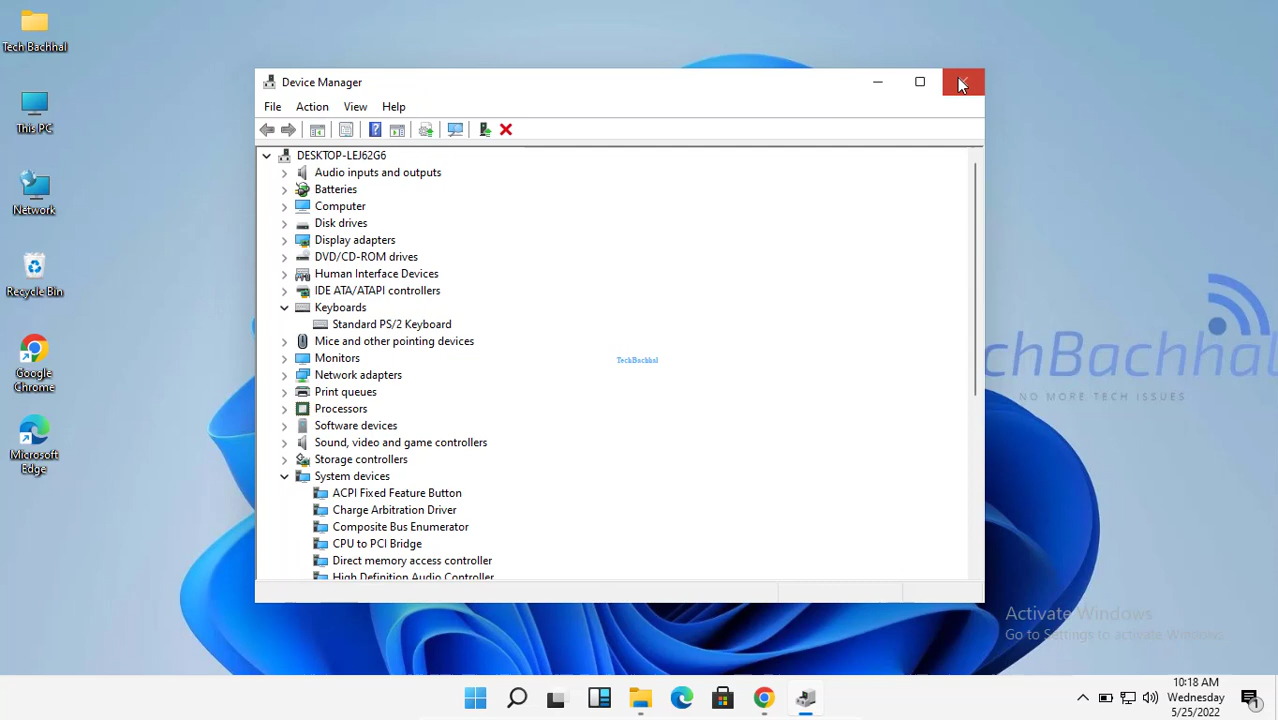 Tech Bachhal
This PC
Network
Recycle Bin
Google
Chrome
Microsoft
Edge
Device Manager
File Action View Help
DESKTOP-LEJ62G6
Audio inputs and outputs
Batteries
Computer
Disk drives
Display adapters
DVD/CD-ROM drives
Human Interface Devices
IDE ATA/ATAPI controllers
Keyboards
Standard PS/2 Keyboard
Mice and other pointing devices
Monitors
Network adapters
Print queues
Processors
Software devices
Sound, video and game controllers
Storage controllers
System devices
ACPI Fixed Feature Button
Charge Arbitration Driver
Composite Bus Enumerator
CPU to PCI Bridge
Direct memory access controller
High Definition Audio Controller
TechBachhal
chBachhal
NO MORE TECH ISSUES
Activate Windows
Go to Settings to activate Windows.
10:18 AM
Wednesday
5/25/2022
1